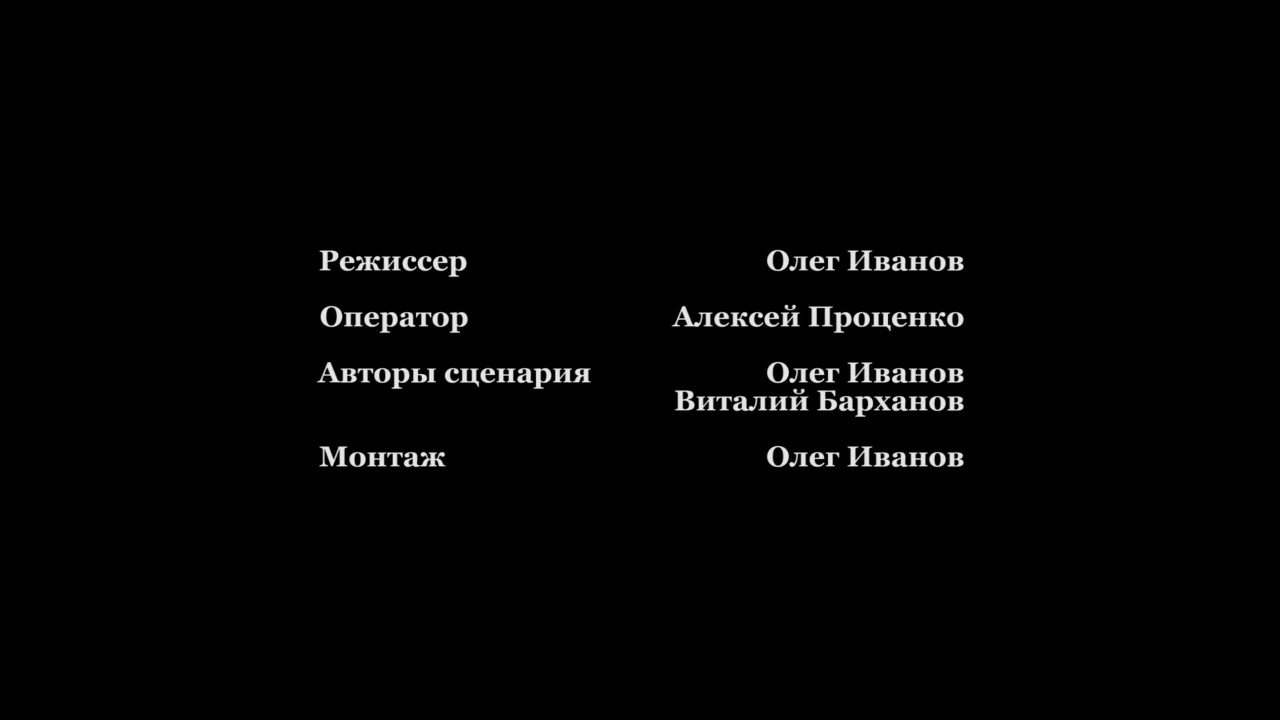 Режиссер Олег Иванов
Оператор Алексей Проценко
Авторы сценария Олег Иванов
Виталий Барханов
Монтаж Олег Иванов